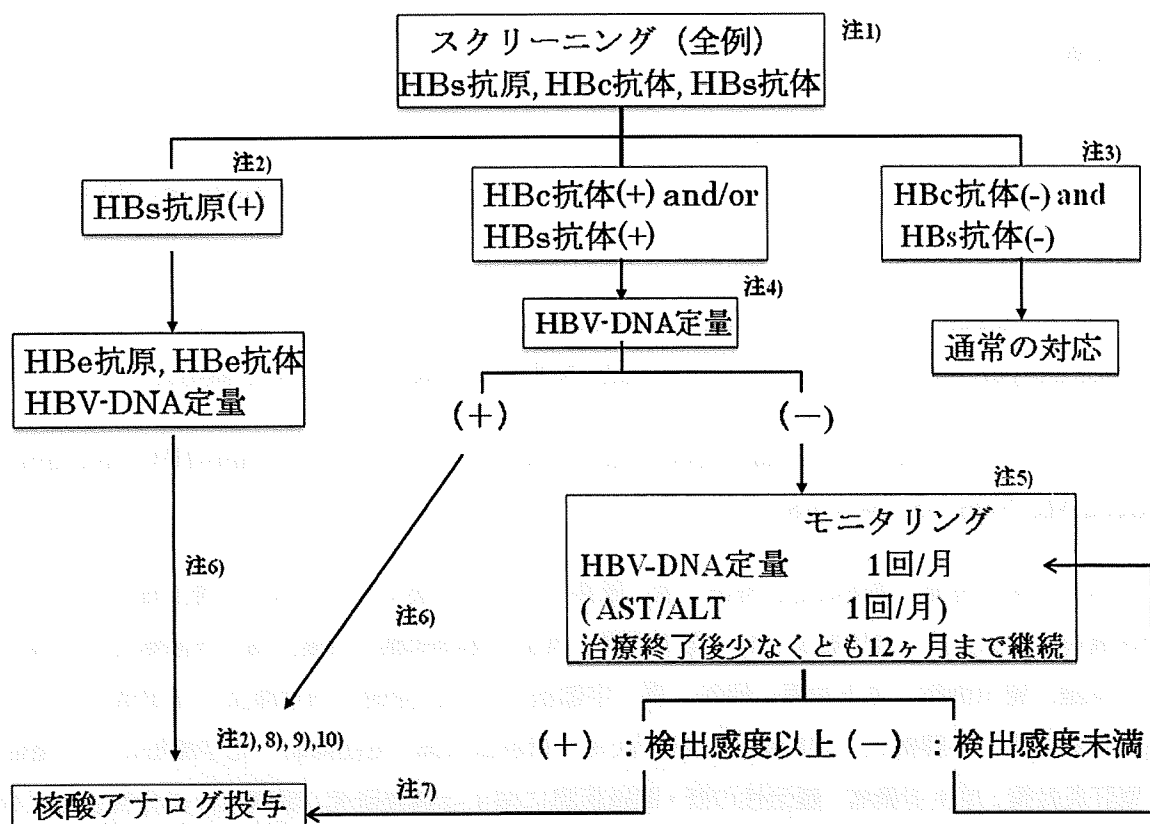 スクリーニング（全例）
HBs抗原, HBc抗体, HBs抗体
注1)
注2)
HBs抗原(+)
HBc抗体(+) and/or
HBs抗体(+)
注3)
HBc抗体(-) and
HBs抗体(-)
注4)
HBV-DNA定量
通常の対応
HBe抗原, HBe抗体
HBV-DNA定量
(＋)
(－)
注5)
モニタリング
HBV-DNA定量 1回/月
(AST/ALT 1回/月)
治療終了後少なくとも12ヶ月まで継続
注6)
注6)
(＋)：検出感度以上
(－)：検出感度未満
注2), 8), 9), 10)
注7)
核酸アナログ投与